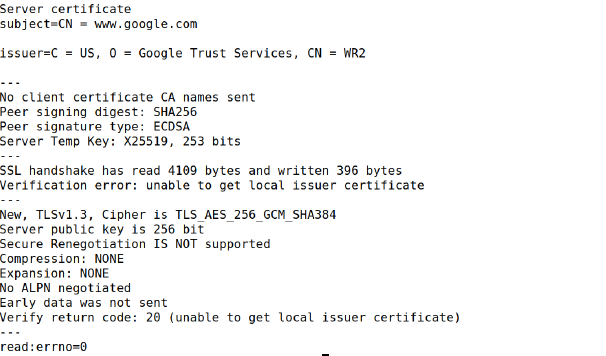 Server certificate
subject=CN = www.google.com
issuer=C = US, O = Google Trust Services, CN = WR2
---
No client certificate CA names sent
Peer signing digest: SHA256
Peer signature type: ECDSA
Server Temp Key: X25519, 253 bits
---
SSL handshake has read 4109 bytes and written 396 bytes
Verification error: unable to get local issuer certificate
---
New, TLSv1.3, Cipher is TLS_AES_256_GCM_SHA384
Server public key is 256 bit
Secure Renegotiation IS NOT supported
Compression: NONE
Expansion: NONE
No ALPN negotiated
Early data was not sent
Verify return code: 20 (unable to get local issuer certificate)
---
read:errno=0